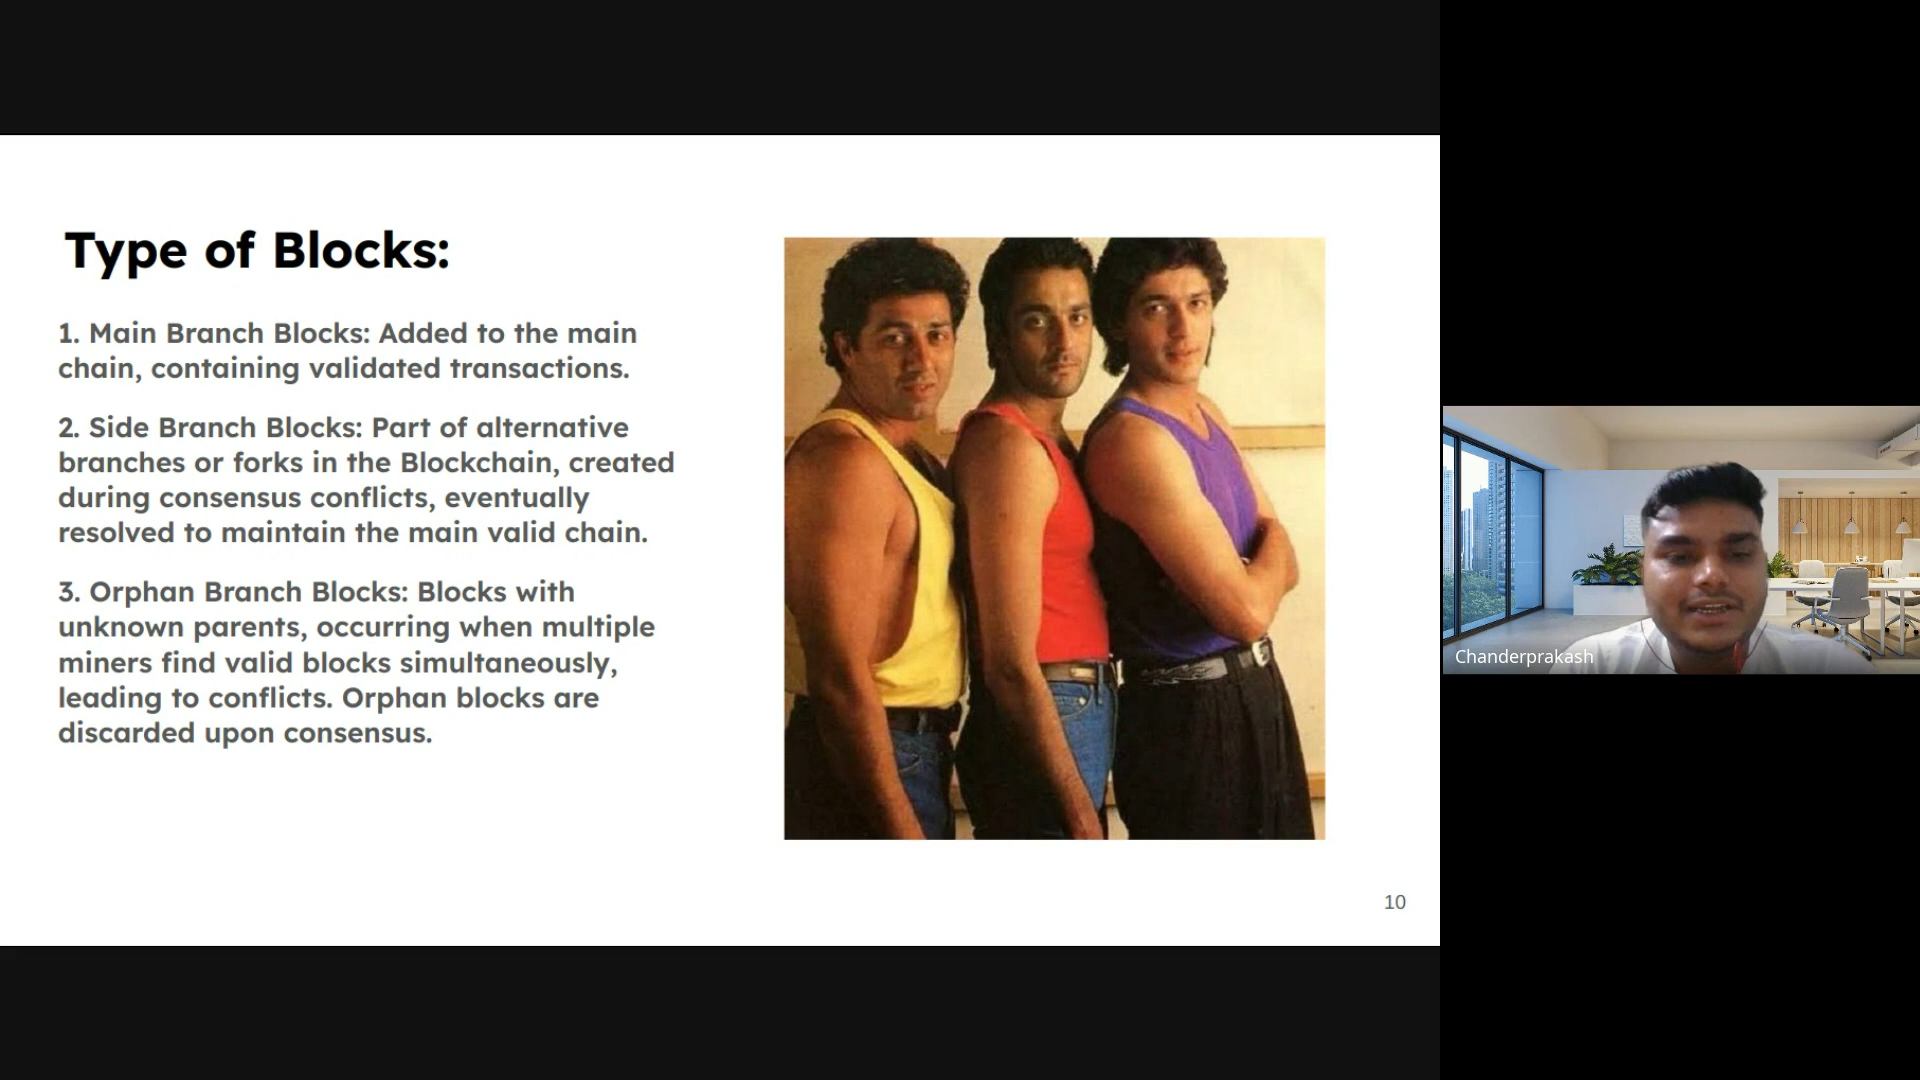 Type of Blocks:
1. Main Branch Blocks: Added to the main
chain, containing validated transactions.
2. Side Branch Blocks: Part of alternative
branches or forks in the Blockchain, created
during consensus conflicts, eventually
resolved to maintain the main valid chain.
3. Orphan Branch Blocks: Blocks with
unknown parents, occurring when multiple
miners find valid blocks simultaneously,
leading to conflicts. Orphan blocks are
discarded upon consensus.
10
Chanderprakash